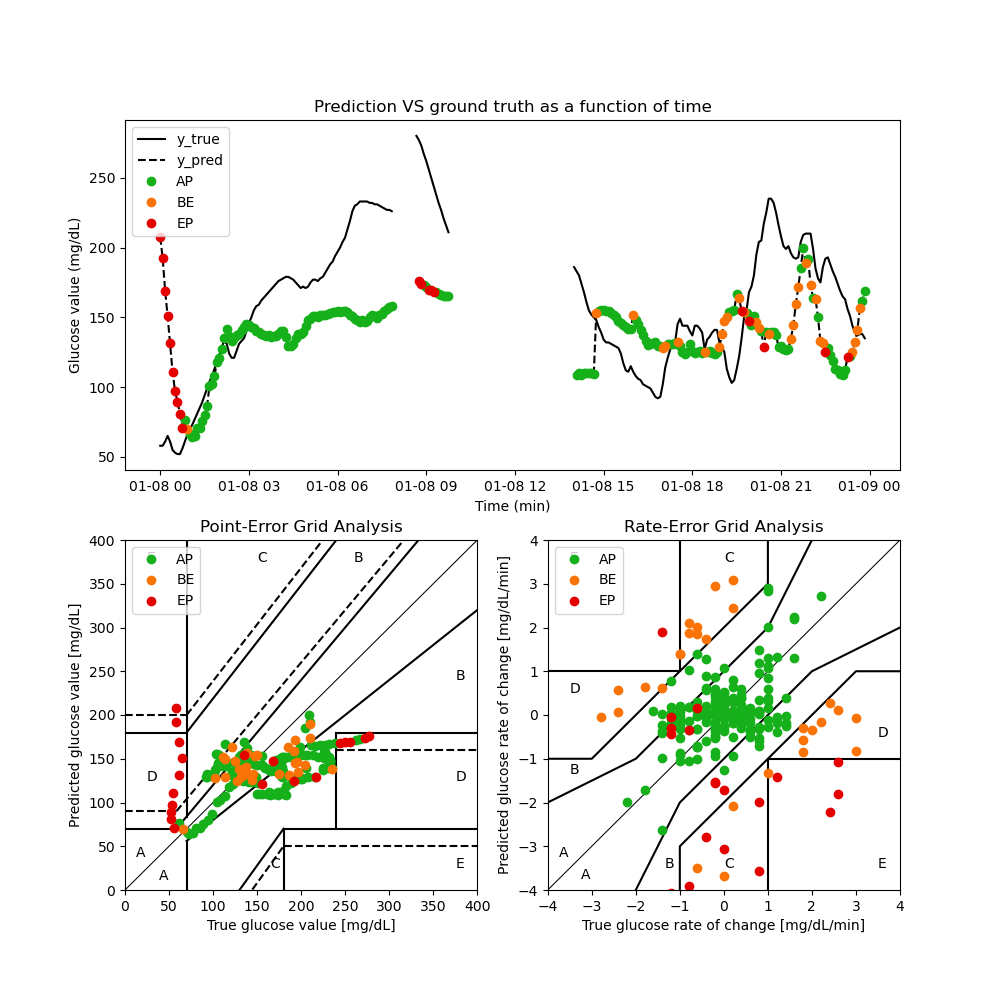 Prediction VS ground truth as a function of time
Glucose value (mg/dL)
250
200
150
100
50
y_true
y_pred
AP
BE
EP
01-08 00
01-08 03
01-08 06
01-08 09
01-08 12
01-08 15
01-08 18
01-08 21
01-09 00
Time (min)
Point-Error Grid Analysis
Predicted glucose value [mg/dL]
400
350
300
250
200
150
100
50
0
AP
BE
EP
C
B
B
D
D
A
A
C
E
0
50
100
150
200
250
300
350
400
True glucose value [mg/dL]
Rate-Error Grid Analysis
Predicted glucose rate of change [mg/dL/min]
4
3
2
1
0
−1
−2
−3
−4
AP
BE
EP
C
D
D
B
A
A
B
C
E
−4
−3
−2
−1
0
1
2
3
4
True glucose rate of change [mg/dL/min]